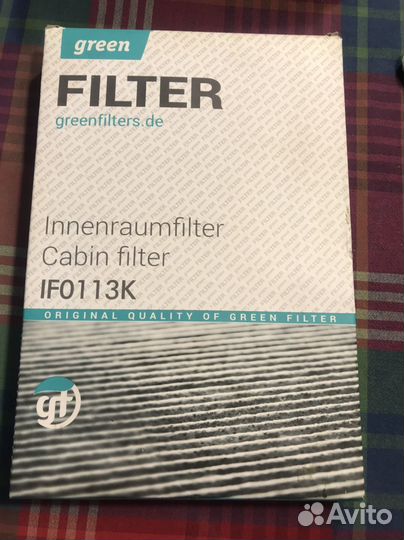 green
FILTER
greenfilters.de
Innenraumfilter
Cabin filter
IF0113K
ORIGINAL QUALITY OF GREEN FILTER
gf
Avito